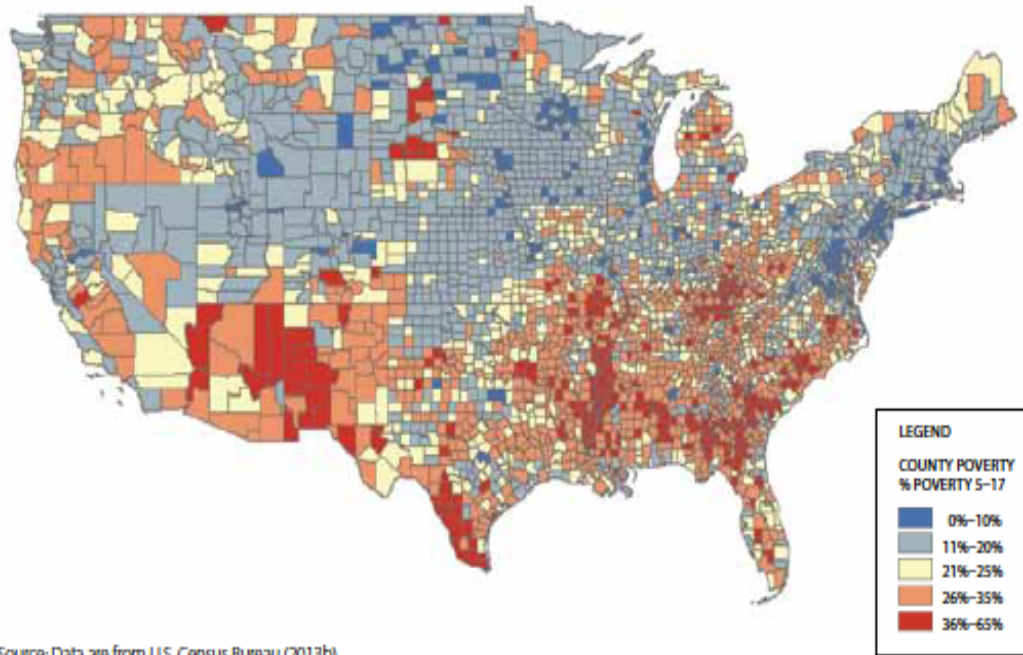 LEGEND
COUNTY POVERTY
% POVERTY 5–17
0%–10%
11%–20%
21%–25%
26%–35%
36%–65%
Source: Data are from U.S. Census Bureau (2013b)